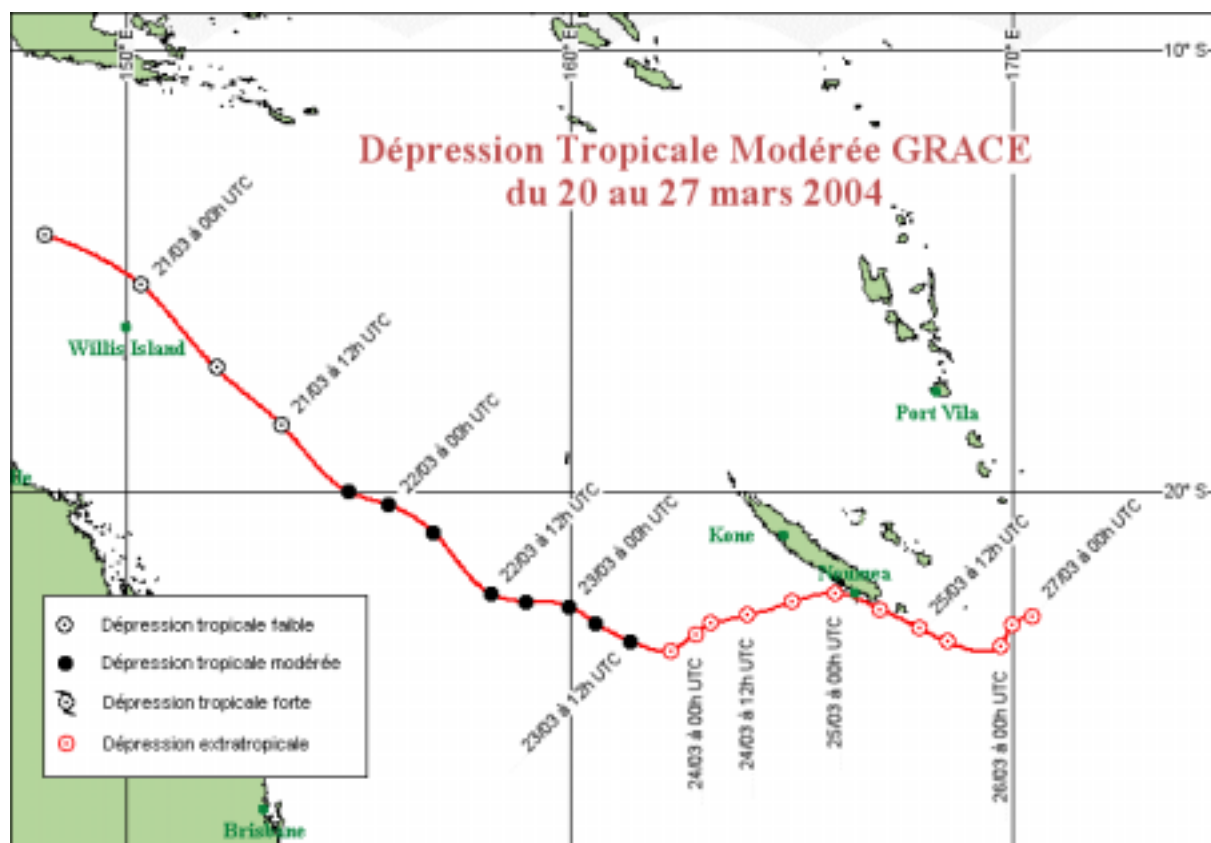 150° E
160° E
170° E
10° S
Dépression Tropicale Modérée GRACE
du 20 au 27 mars 2004
21/03 à 00h UTC
Willis Island
21/03 à 12h UTC
Port Vila
22/03 à 00h UTC
20° S
22/03 à 12h UTC
23/03 à 00h UTC
Kone
Noumea
25/03 à 12h UTC
27/03 à 00h UTC
Dépression tropicale faible
Dépression tropicale modérée
Dépression tropicale forte
Dépression extratropicale
23/03 à 12h UTC
24/03 à 00h UTC
24/03 à 12h UTC
25/03 à 00h UTC
26/03 à 00h UTC
Brisbane